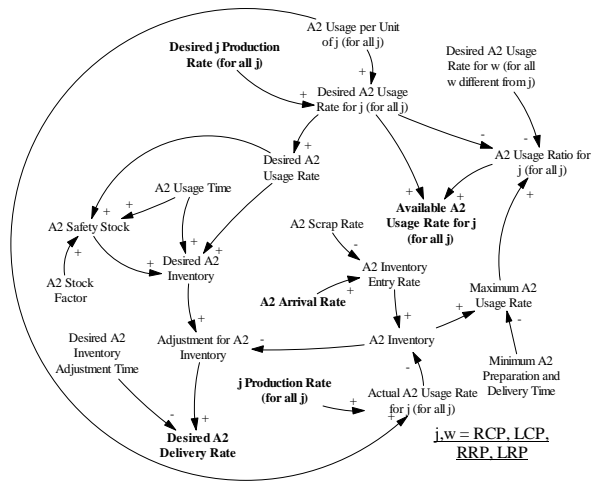 A2 Usage per Unit
of j (for all j)
Desired j Production
Rate (for all j)
Desired A2 Usage
Rate for w (for all
w different from j)
+
+
Desired A2 Usage
Rate for j (for all j)
-
-
+
Desired A2
Usage Rate
A2 Usage Ratio for
j (for all j)
A2 Usage Time
+
+
+
+
+
Available A2
Usage Rate for j
(for all j)
A2 Safety Stock
A2 Scrap Rate
+
+
+
-
+
Desired A2
Inventory
A2 Inventory
Entry Rate
A2 Stock
Factor
A2 Arrival Rate
+
Maximum A2
Usage Rate
+
+
+
-
Desired A2
Inventory
Adjustment Time
Adjustment for A2
Inventory
-
A2 Inventory
-
Minimum A2
Preparation and
Delivery Time
j Production Rate
(for all j)
+
Actual A2 Usage Rate
for j (for all j)
+
-
+
Desired A2
Delivery Rate
j,w = RCP, LCP,
RRP, LRP